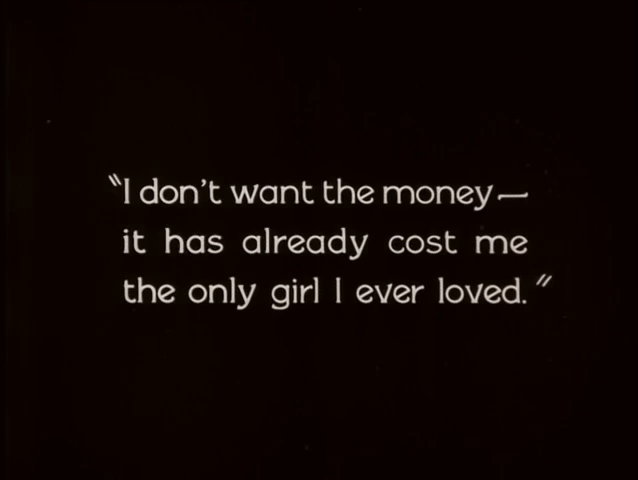 "I don't want the money—
it has already cost me
the only girl I ever loved."